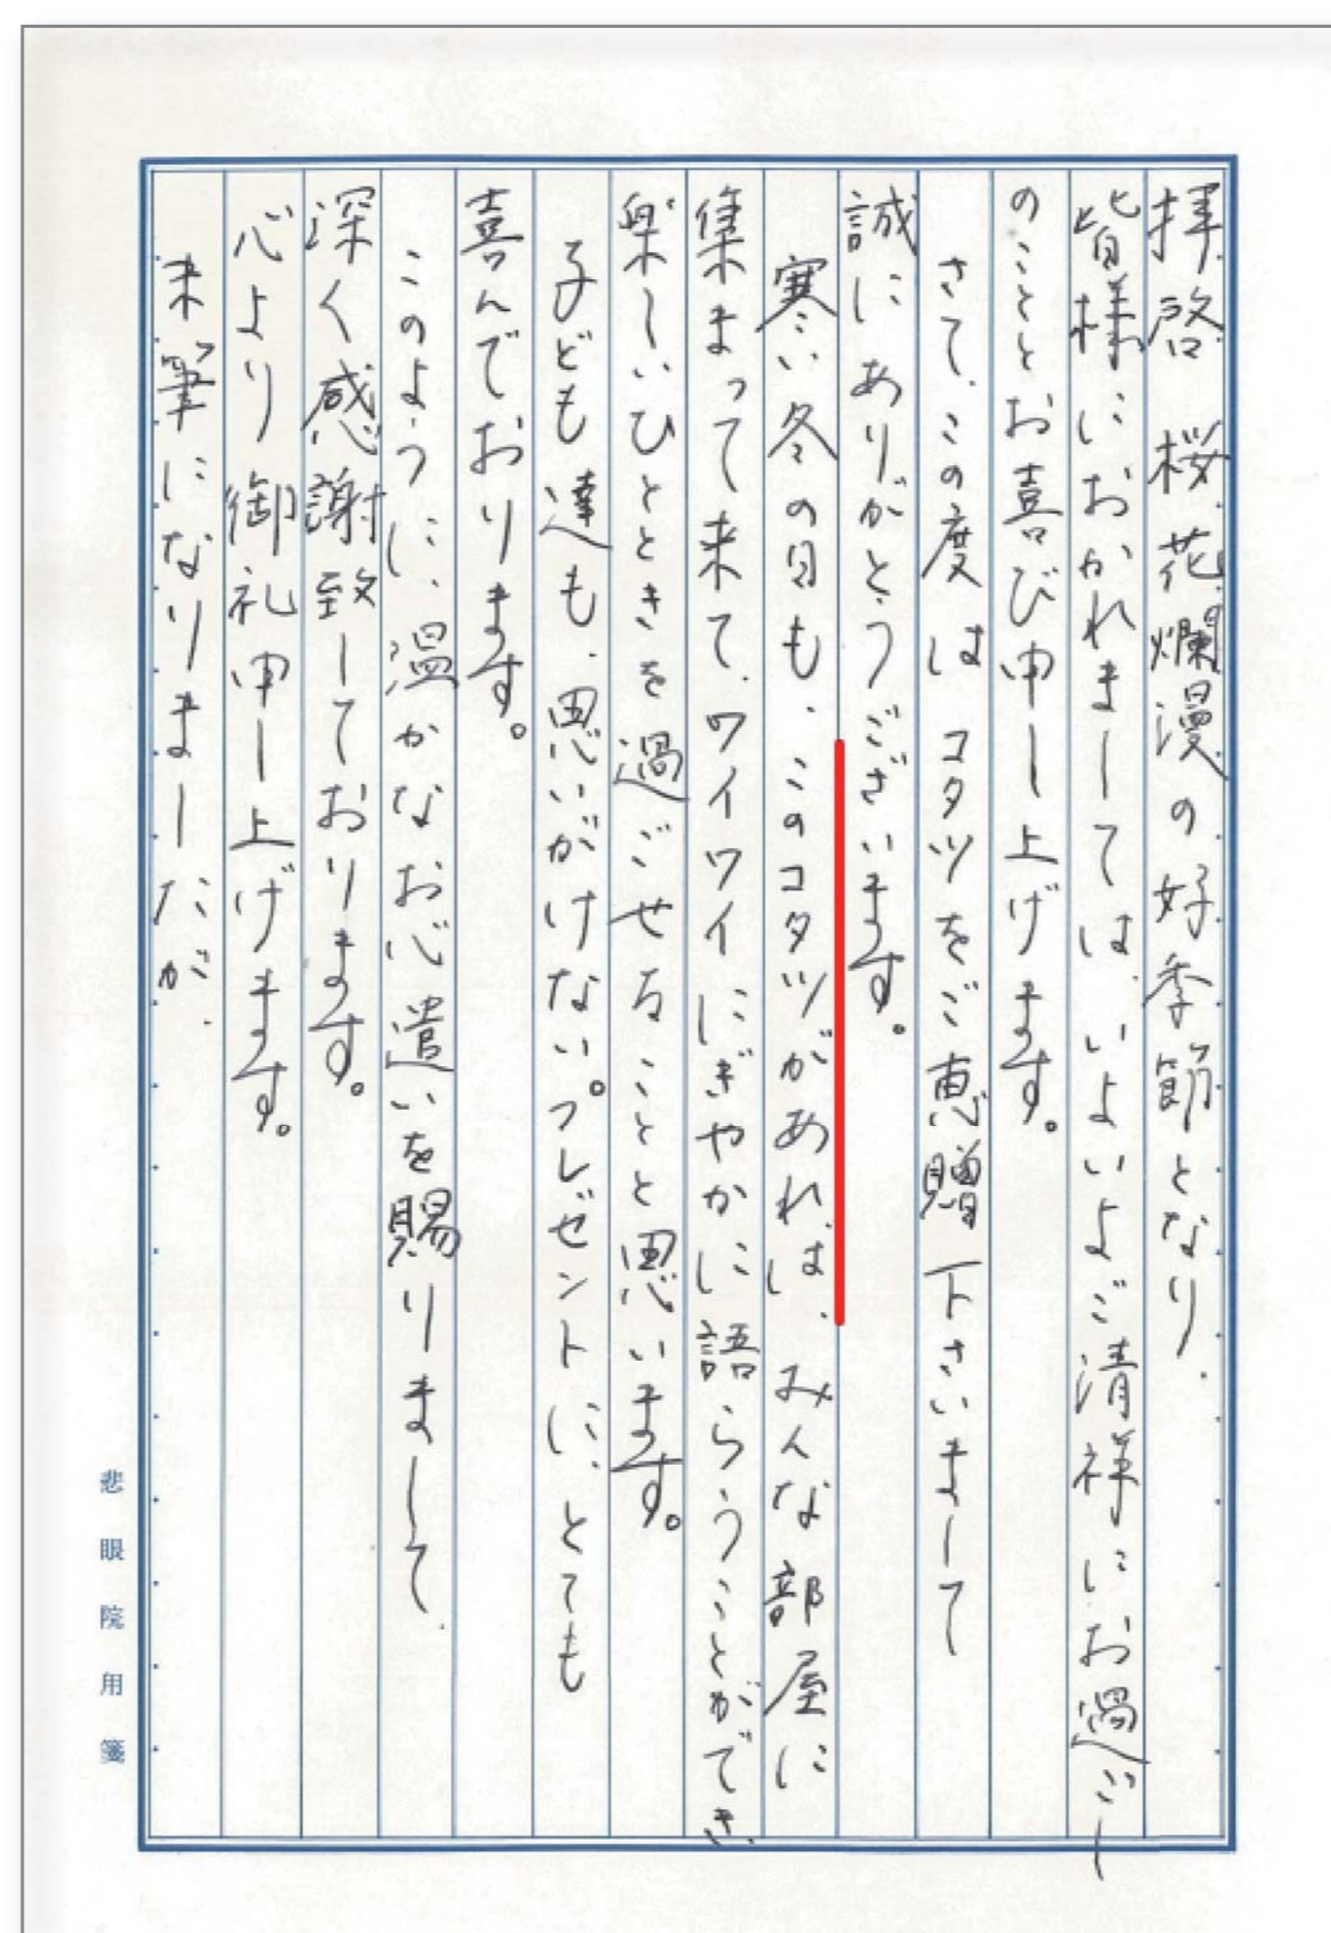 拝啓 桜花爛漫の好季節となり、
皆様におかれましては、いよいよご清祥にお過ごし
のこととお喜び申し上げます。
さて、この度は コタツをご恵贈下さいまして
誠にありがとうございます。
寒い冬の日も、このコタツがあれば、みんな部屋に
集まって来て、ワイワイにぎやかに語らうことができ、
楽しいひとときを過ごせることと思います。
子ども達も、思いがけないプレゼントに、とても
喜んでおります。
このように、温かなお心遣いを賜りまして、
深く感謝致しております。
心より御礼申し上げます。
末筆になりましたが、
悲眼院用箋